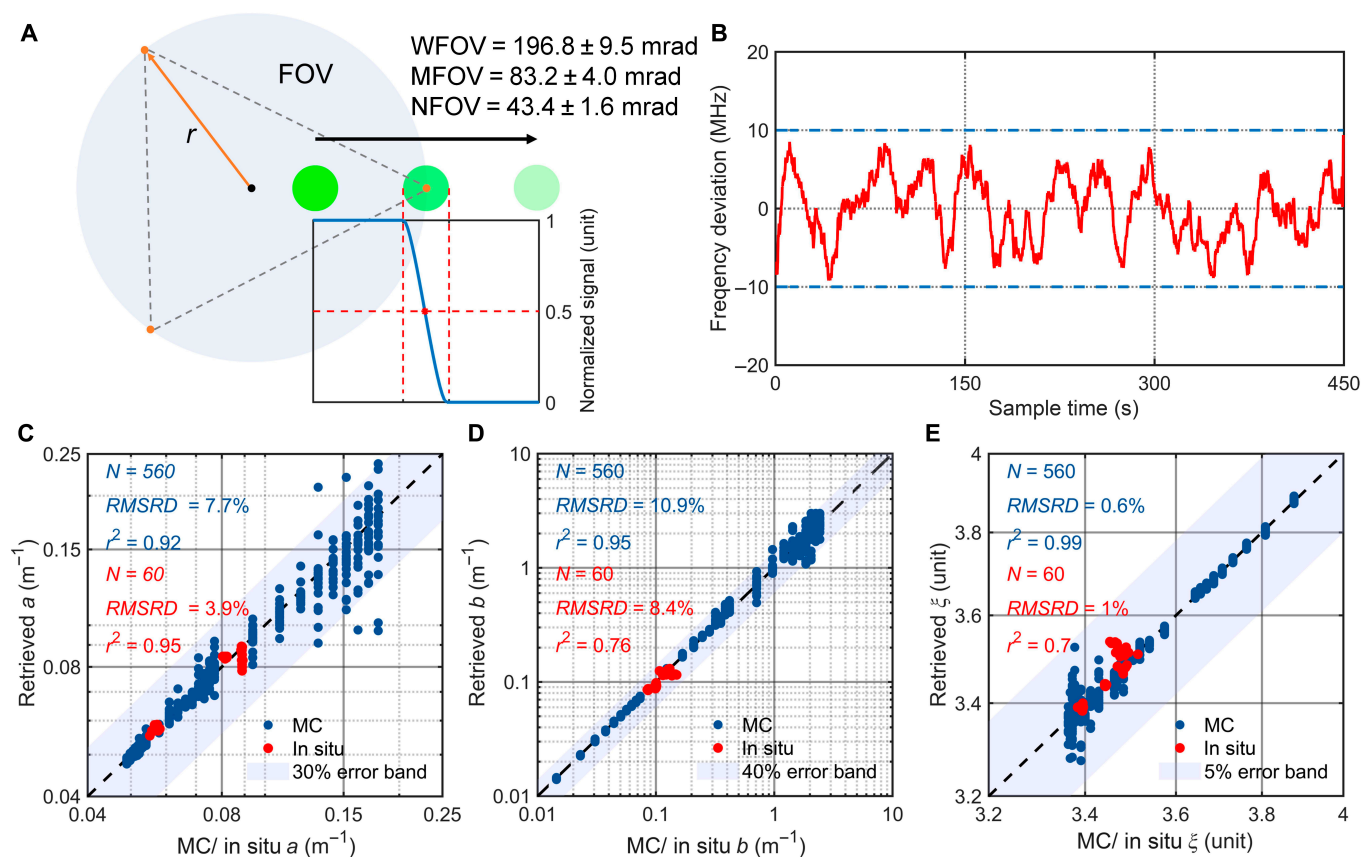 A
FOV
r
WFOV = 196.8 ± 9.5 mrad
MFOV = 83.2 ± 4.0 mrad
NFOV = 43.4 ± 1.6 mrad
1
0.5
0
Normalized signal (unit)
B
20
10
0
–10
–20
Freqency deviation (MHz)
0 150 300 450
Sample time (s)
C
0.25
0.15
0.08
0.04
Retrieved a (m⁻¹)
N = 560
RMSRD = 7.7%
r² = 0.92
N = 60
RMSRD = 3.9%
r² = 0.95
MC
In situ
30% error band
0.04 0.08 0.15 0.25
MC/ in situ a (m⁻¹)
D
10
1
0.1
0.01
Retrieved b (m⁻¹)
N = 560
RMSRD = 10.9%
r² = 0.95
N = 60
RMSRD = 8.4%
r² = 0.76
MC
In situ
40% error band
0.01 0.1 1 10
MC/ in situ b (m⁻¹)
E
4
3.8
3.6
3.4
3.2
Retrieved ξ (unit)
N = 560
RMSRD = 0.6%
r² = 0.99
N = 60
RMSRD = 1%
r² = 0.7
MC
In situ
5% error band
3.2 3.4 3.6 3.8 4
MC/ in situ ξ (unit)